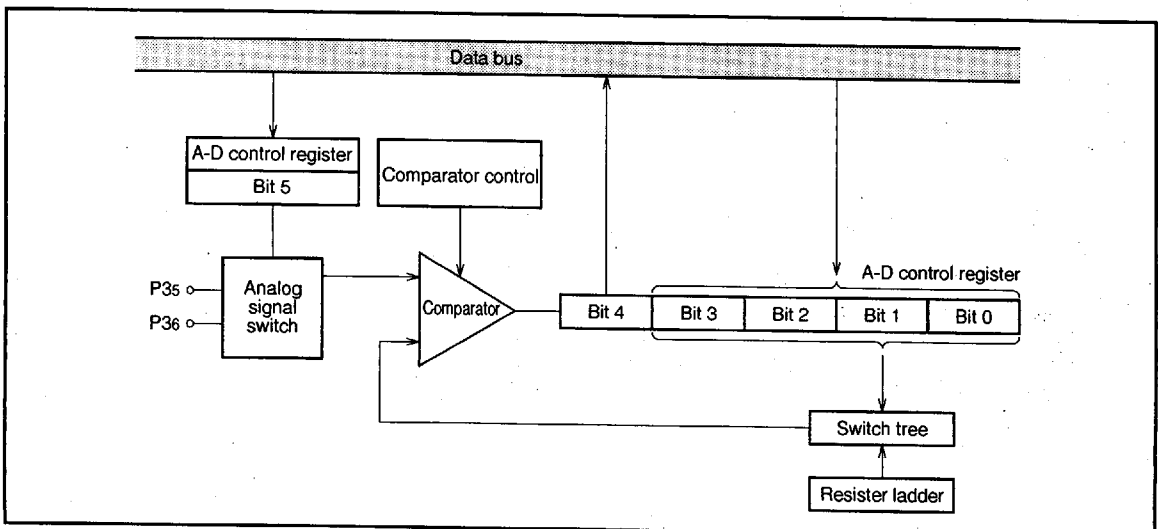 Data bus
A-D control register
Bit 5
Comparator control
A-D control register
P35
P36
Analog
signal
switch
Comparator
Bit 4
Bit 3
Bit 2
Bit 1
Bit 0
Switch tree
Resister ladder